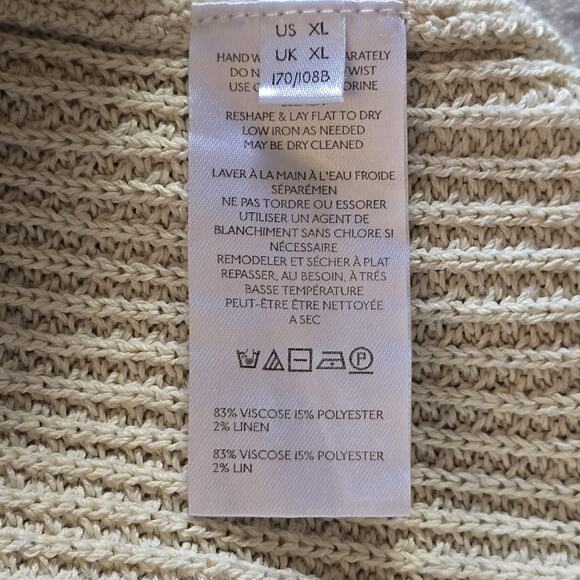 US XL
UK XL
170/108B
HAND W ARATELY
DO N TWIST
USE C ORINE
RESHAPE & LAY FLAT TO DRY
LOW IRON AS NEEDED
MAY BE DRY CLEANED
LAVER À LA MAIN À L'EAU FROIDE
SÉPARÉMEN
NE PAS TORDRE OU ESSORER
UTILISER UN AGENT DE
BLANCHIMENT SANS CHLORE SI
NÉCESSAIRE
REMODELER ET SÉCHER À PLAT
REPASSER, AU BESOIN, À TRÉS
BASSE TEMPÉRATURE
PEUT-ÊTRE ÊTRE NETTOYÉE
A SEC
P
83% VISCOSE 15% POLYESTER
2% LINEN
83% VISCOSE 15% POLYESTER
2% LIN